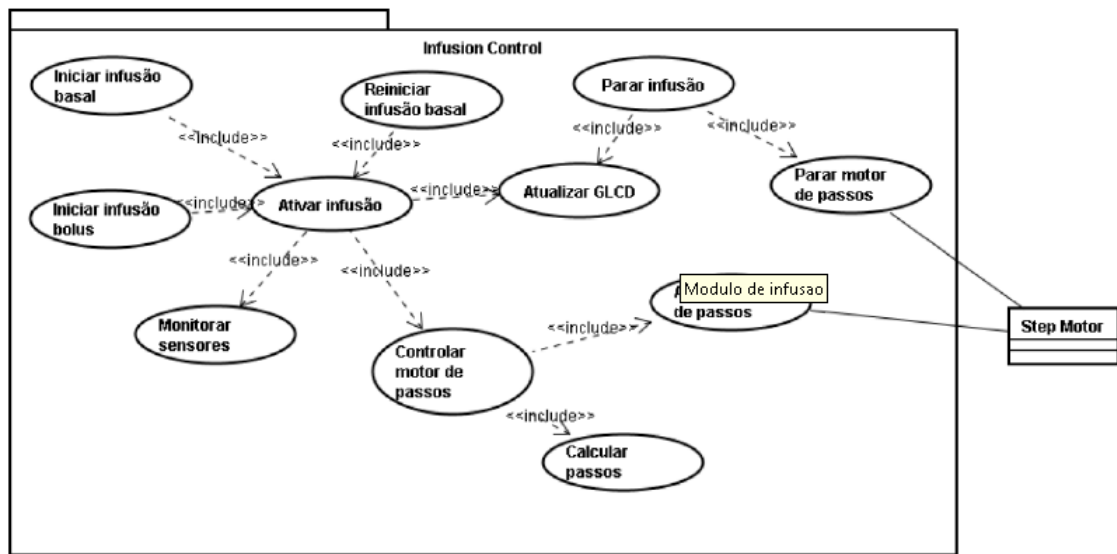 Infusion Control
Iniciar infusão
basal
Reiniciar
infusão basal
Parar infusão
<<include>>
<<include>>
<<include>>
<<include>>
Iniciar infusão
bolus
<<include>>
Ativar infusão
<<include>>
Atualizar GLCD
Parar motor
de passos
<<include>>
<<include>>
Modulo de infusao
de passos
Monitorar
sensores
Controlar
motor de
passos
<<include>>
Step Motor
<<include>>
Calcular
passos